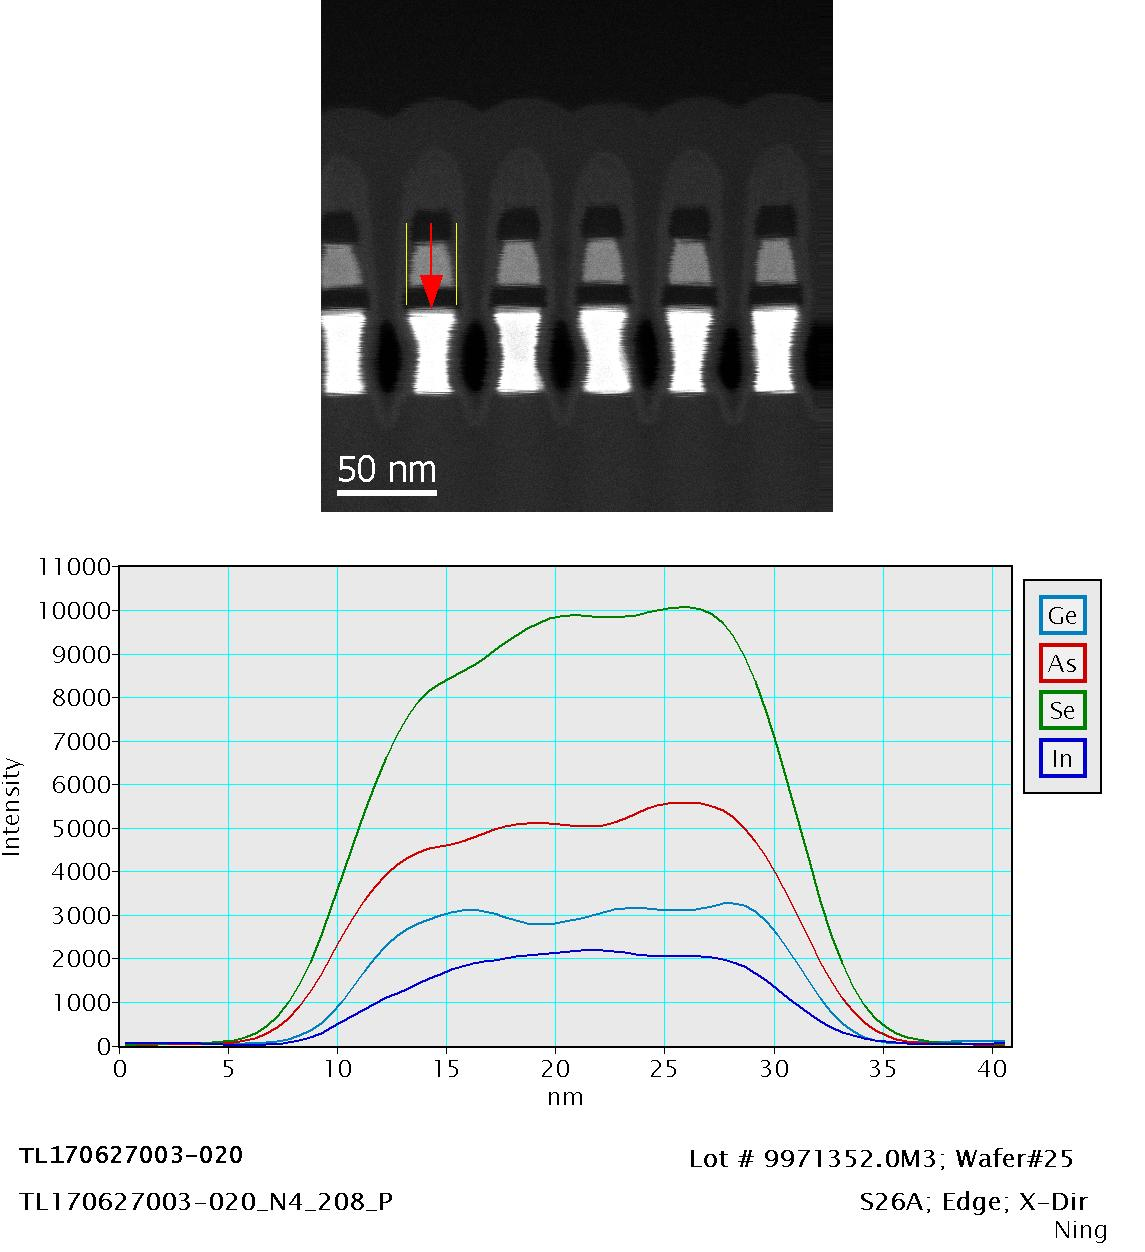 50 nm
11000
10000
9000
8000
7000
6000
5000
4000
3000
2000
1000
0
Intensity
0 5 10 15 20 25 30 35 40
nm
Ge
As
Se
In
TL170627003-020
Lot # 9971352.0M3; Wafer#25
TL170627003-020_N4_208_P
S26A; Edge; X-Dir
Ning